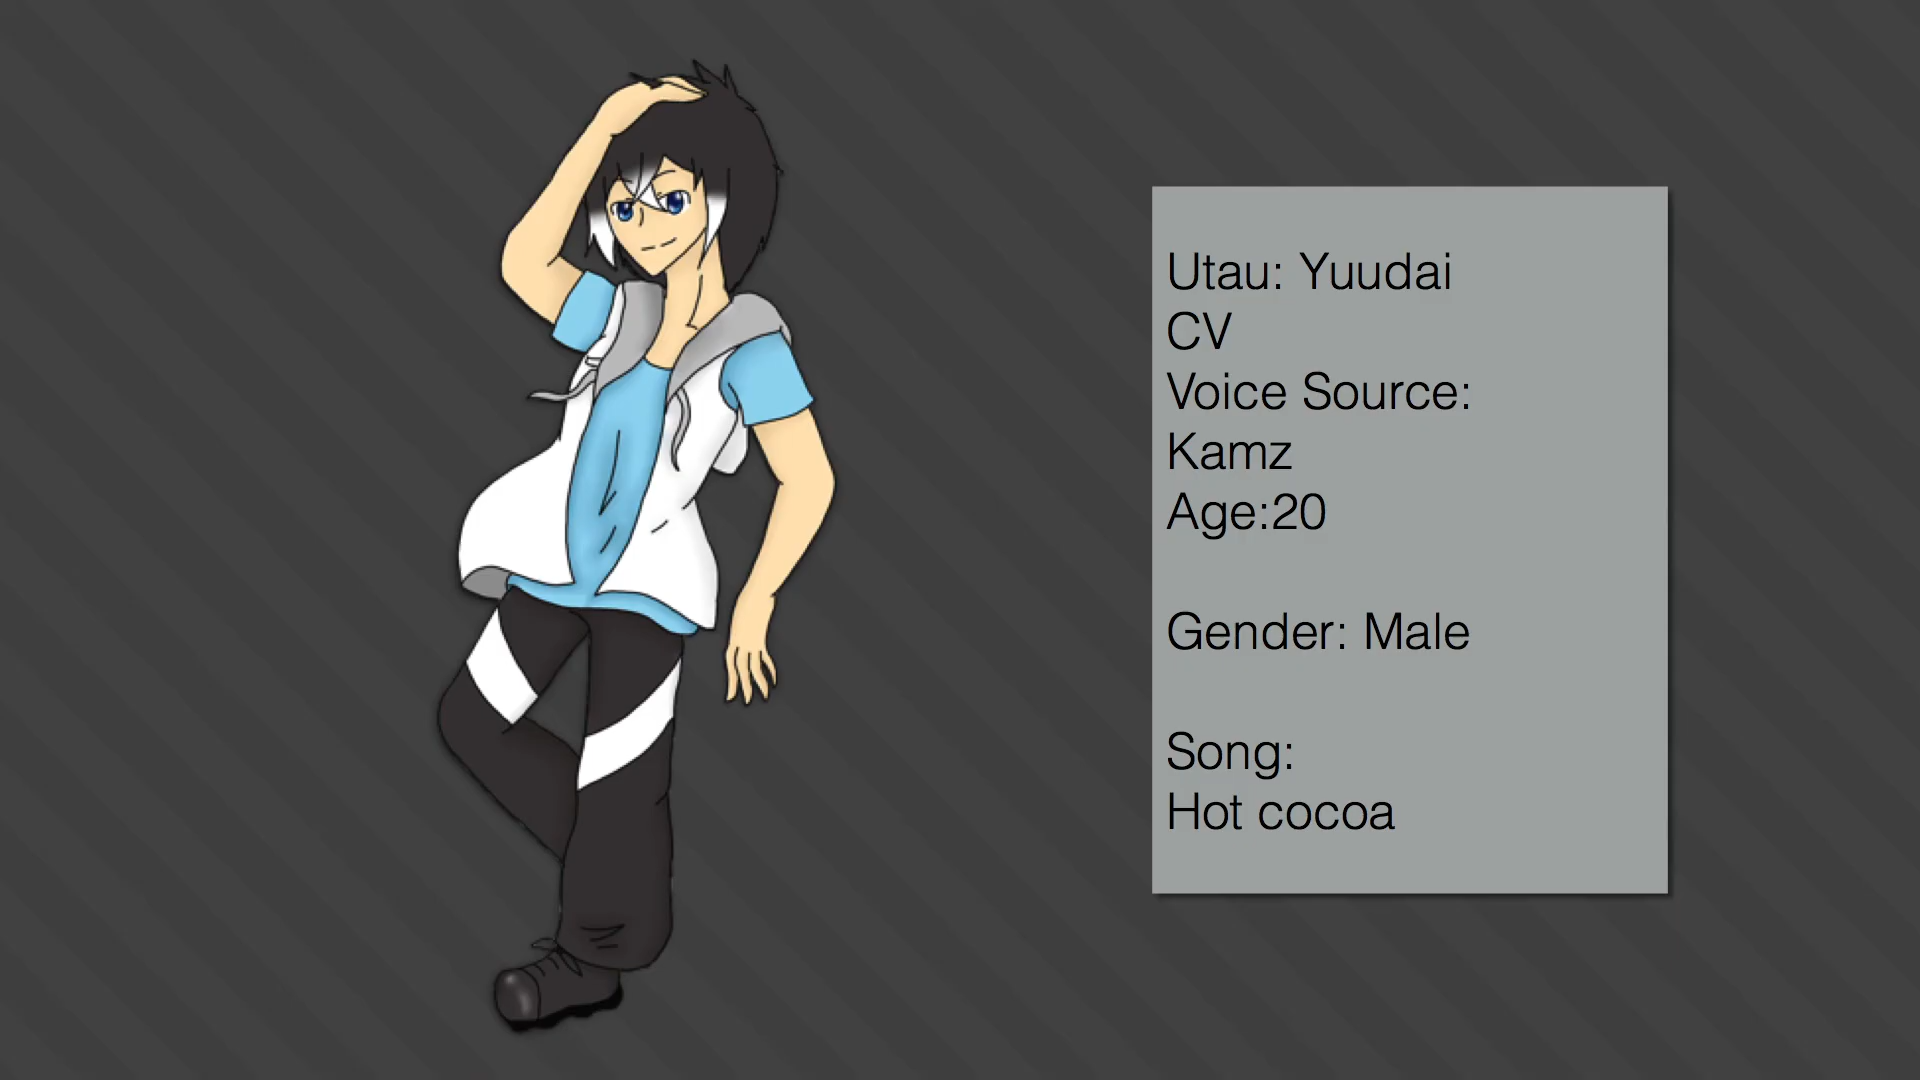 Utau: Yuudai
CV
Voice Source:
Kamz
Age:20
Gender: Male
Song:
Hot cocoa